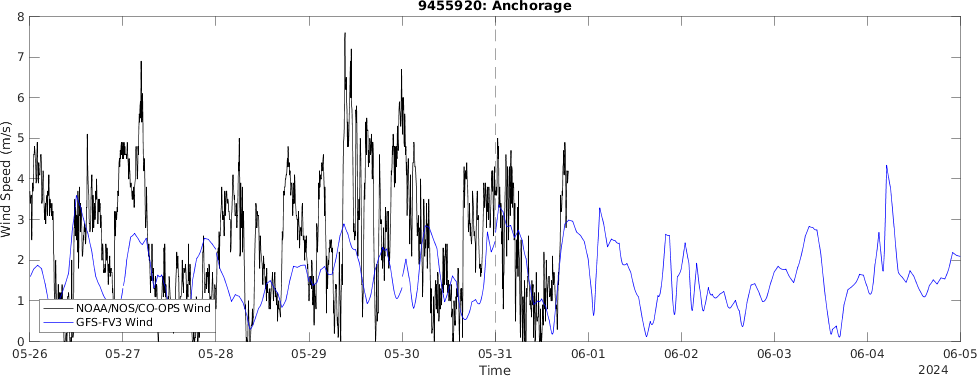 9455920: Anchorage
8
7
6
5
4
3
2
1
0
Wind Speed (m/s)
NOAA/NOS/CO-OPS Wind
GFS-FV3 Wind
05-26 05-27 05-28 05-29 05-30 05-31 06-01 06-02 06-03 06-04 06-05
Time
2024